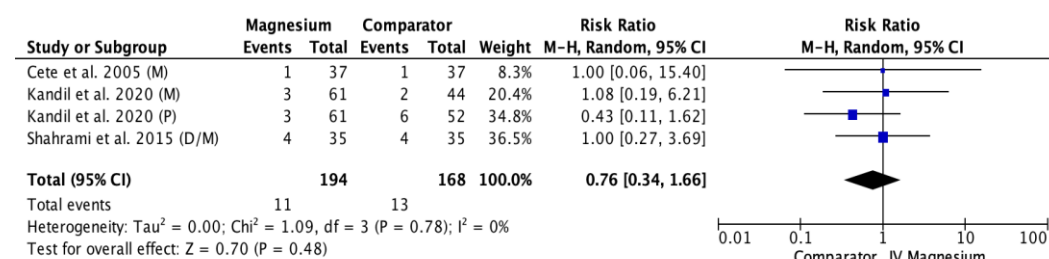 Magnesium Comparator Risk Ratio Risk Ratio
Study or Subgroup Events Total Events Total Weight M-H, Random, 95% CI M-H, Random, 95% CI
Cete et al. 2005 (M) 1 37 1 37 8.3% 1.00 [0.06, 15.40]
Kandil et al. 2020 (M) 3 61 2 44 20.4% 1.08 [0.19, 6.21]
Kandil et al. 2020 (P) 3 61 6 52 34.8% 0.43 [0.11, 1.62]
Shahrami et al. 2015 (D/M) 4 35 4 35 36.5% 1.00 [0.27, 3.69]
Total (95% CI) 194 168 100.0% 0.76 [0.34, 1.66]
Total events 11 13
Heterogeneity: Tau² = 0.00; Chi² = 1.09, df = 3 (P = 0.78); I² = 0%
Test for overall effect: Z = 0.70 (P = 0.48)
0.01 0.1 1 10 100
Comparator IV Magnesium